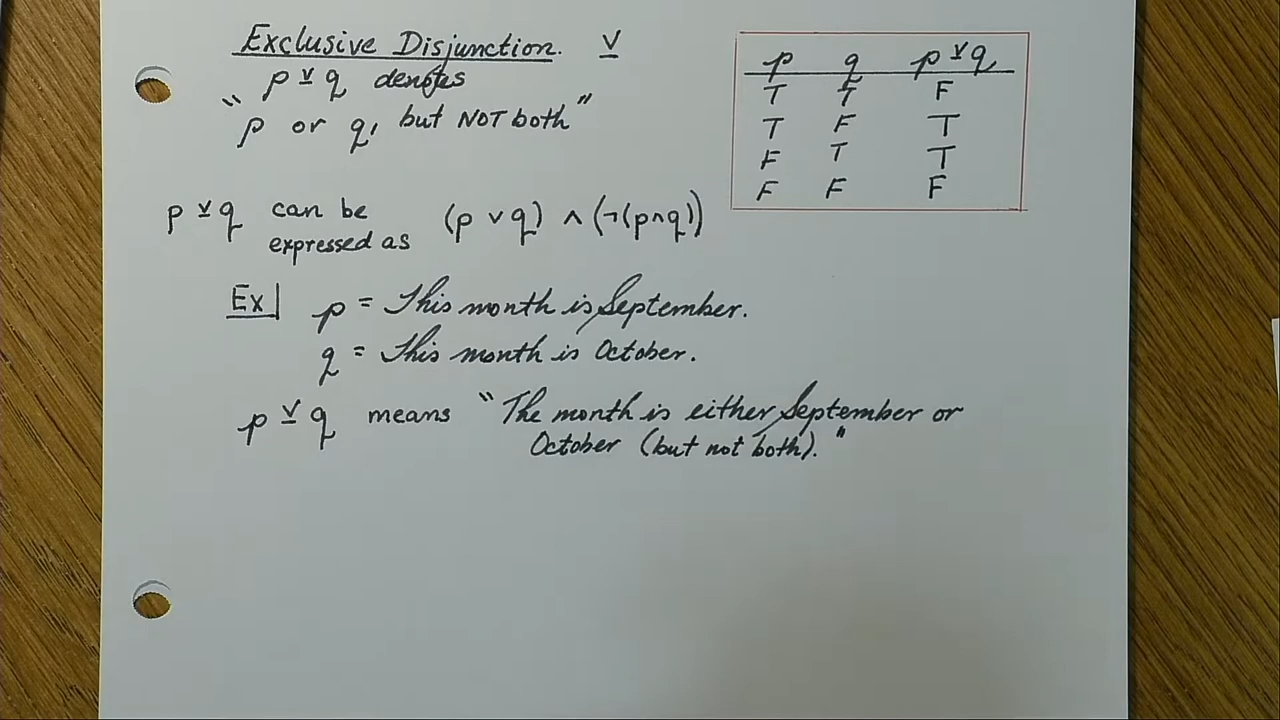 Exclusive Disjunction. ⊻
p ⊻ q denotes
"p or q, but NOT both"
p q p⊻q
T T F
T F T
F T T
F F F
p ⊻ q can be
expressed as (p ∨ q) ∧ (¬(p∧q))
Ex p = This month is September.
q = This month is October.
p ⊻ q means "The month is either September or
October (but not both)."